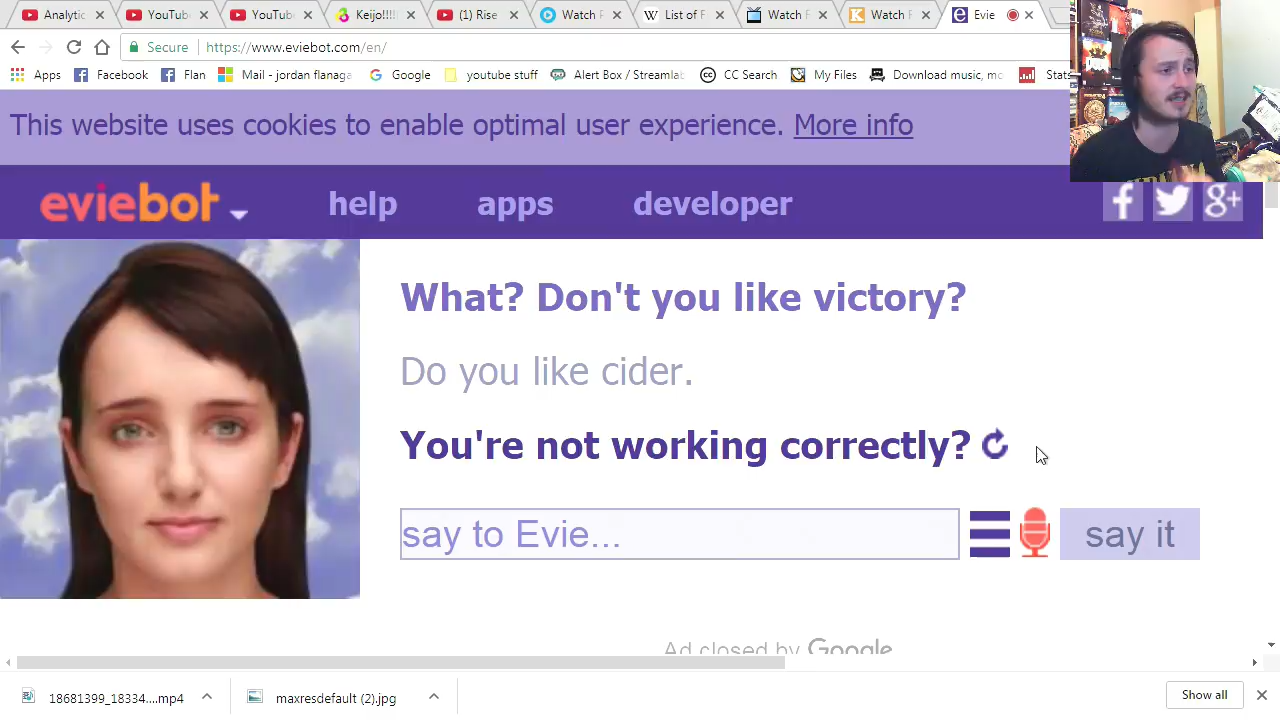 Analytic
YouTube
YouTube
Keijo!!!!
(1) Rise
Watch
List of F
Watch F
Watch
Evie
Secure
https://www.eviebot.com/en/
Apps
Facebook
Flan
Mail - jordan flanaga
Google
youtube stuff
Alert Box / Streamlab
CC Search
My Files
Download music, mo
Stats
This website uses cookies to enable optimal user experience. More info
eviebot
help
apps
developer
What? Don't you like victory?
Do you like cider.
You're not working correctly?
say to Evie...
say it
Ad closed by Google
18681399_18334....mp4
maxresdefault (2).jpg
Show all